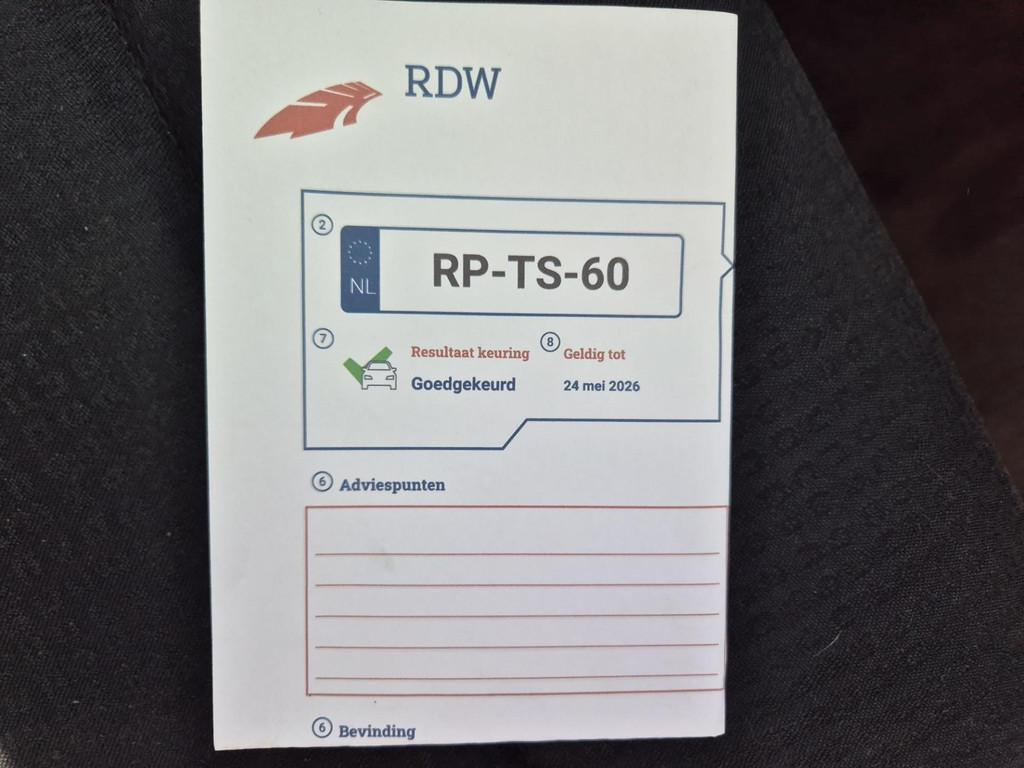 RDW
2
NL
RP-TS-60
7
Resultaat keuring
8
Geldig tot
Goedgekeurd
24 mei 2026
6 Adviespunten
6 Bevinding